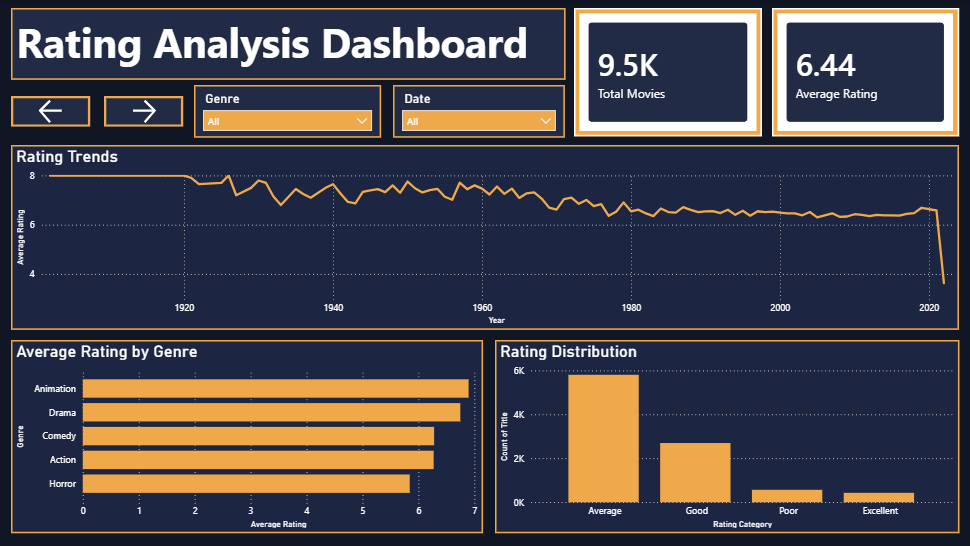 Rating Analysis Dashboard
9.5K
Total Movies
6.44
Average Rating
Genre
All
Date
All
Rating Trends
Average Rating
8
6
4
1920 1940 1960 1980 2000 2020
Year
Average Rating by Genre
Genre
Animation
Drama
Comedy
Action
Horror
0 1 2 3 4 5 6 7
Average Rating
Rating Distribution
Count of Title
6K
4K
2K
0K
Average Good Poor Excellent
Rating Category